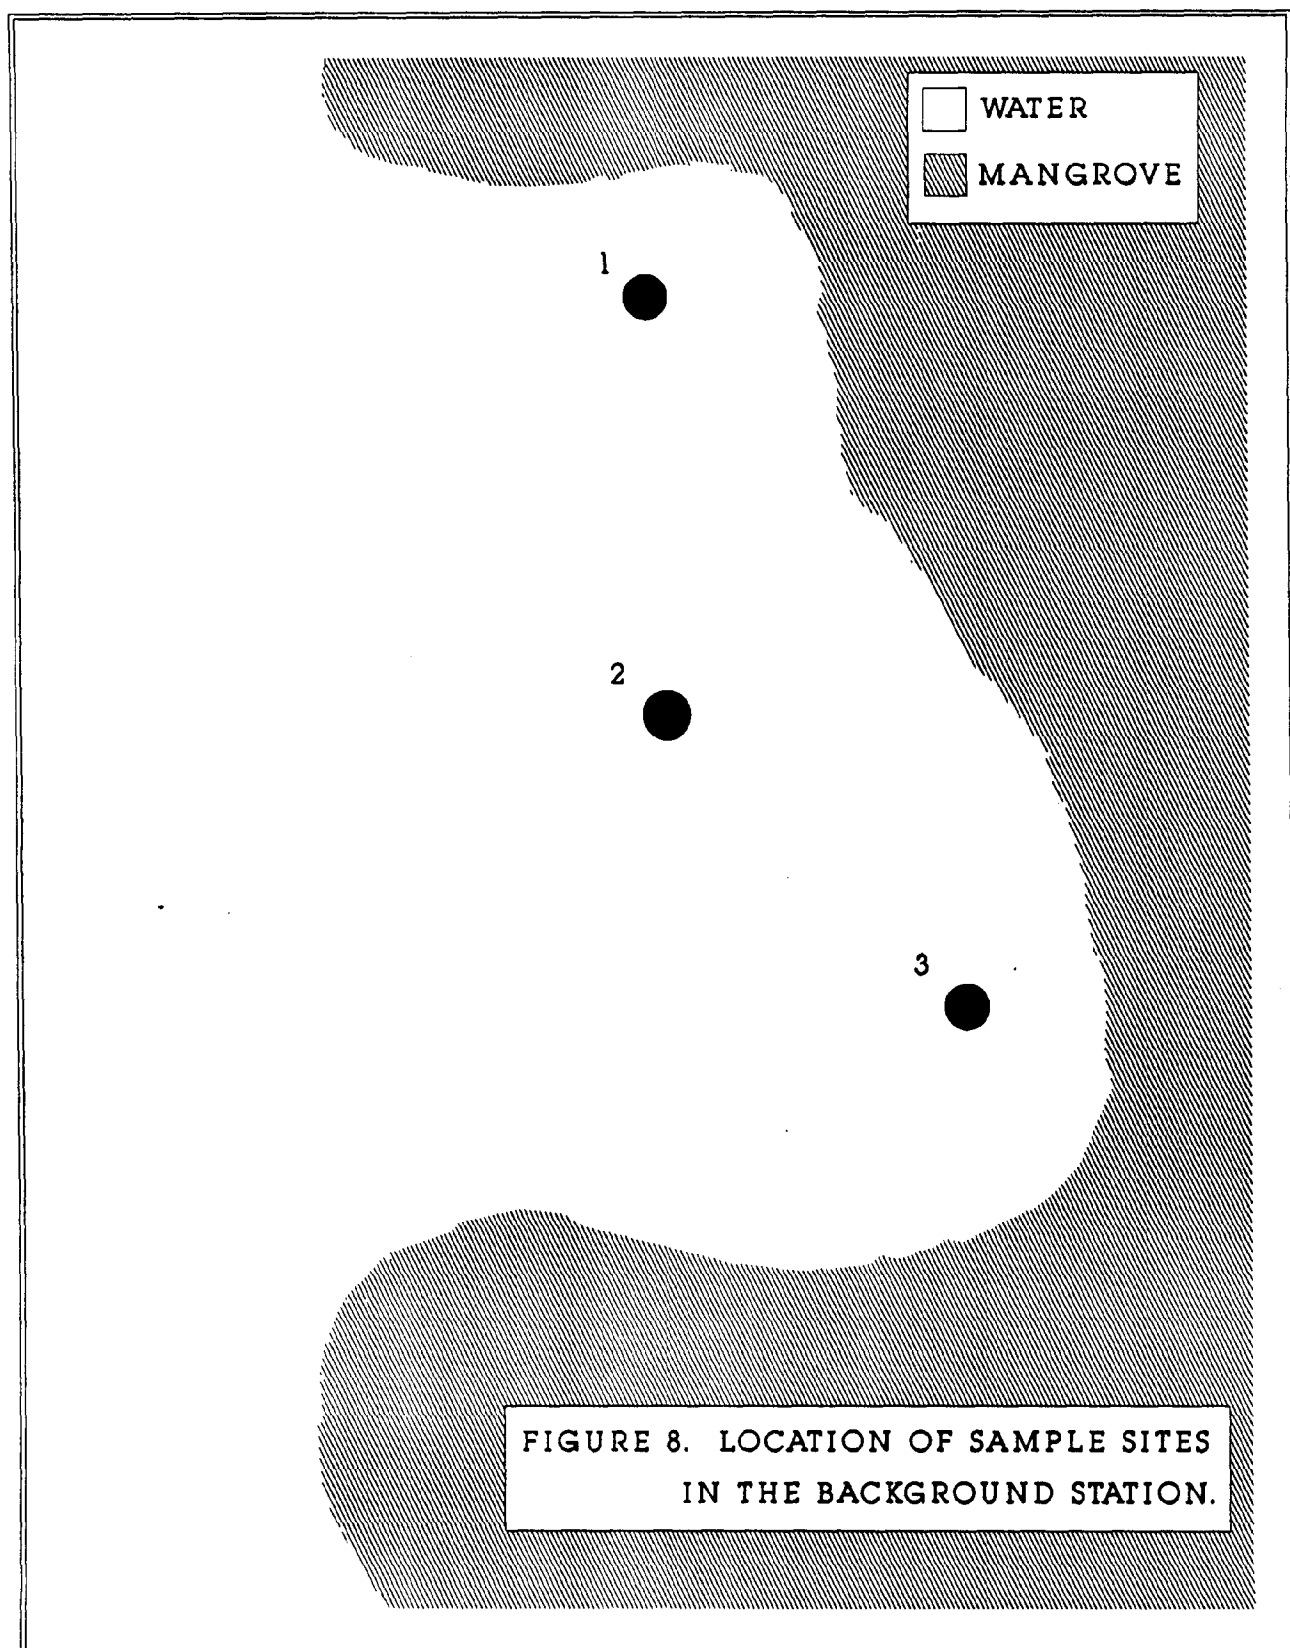 WATER
MANGROVE
1
2
3
FIGURE 8. LOCATION OF SAMPLE SITES
IN THE BACKGROUND STATION.